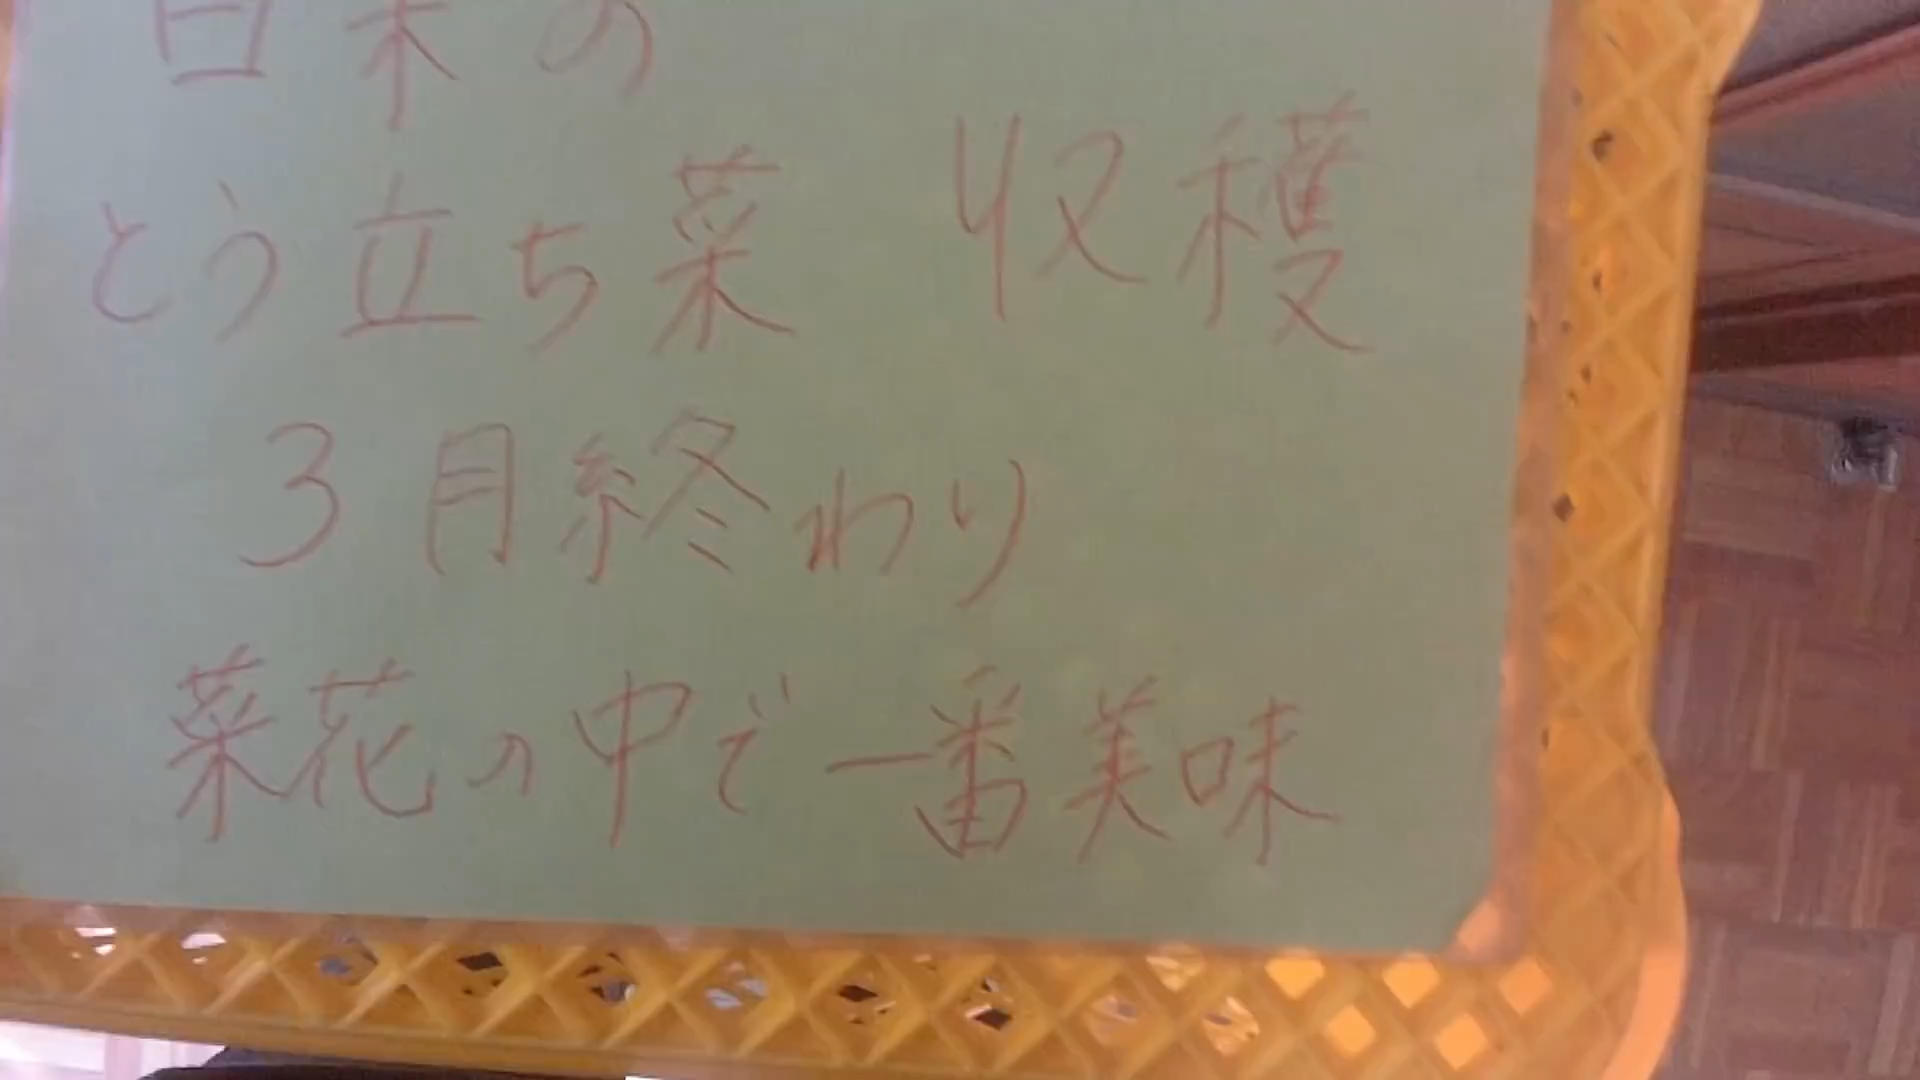 とう立ち菜 収穫
3月終わり
菜花の中で一番美味